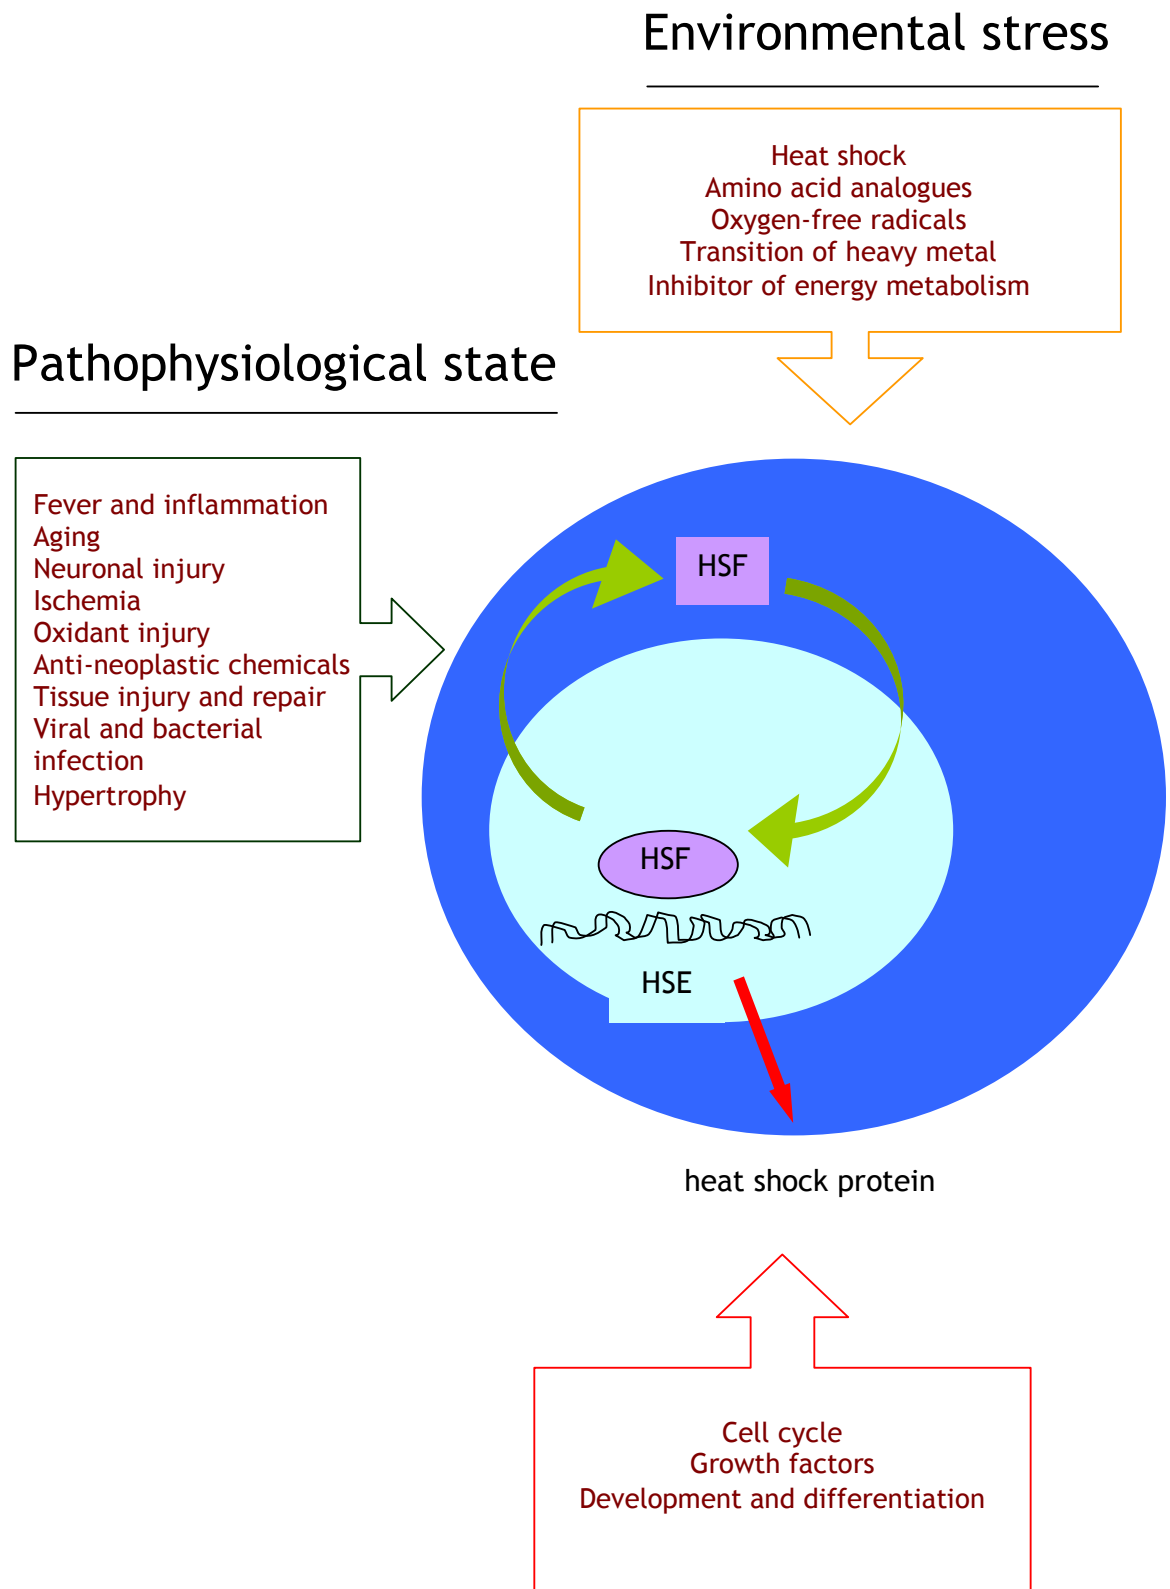 Environmental stress
Heat shock
Amino acid analogues
Oxygen-free radicals
Transition of heavy metal
Inhibitor of energy metabolism
Pathophysiological state
Fever and inflammation
Aging
Neuronal injury
Ischemia
Oxidant injury
Anti-neoplastic chemicals
Tissue injury and repair
Viral and bacterial
infection
Hypertrophy
HSF
HSF
HSE
heat shock protein
Cell cycle
Growth factors
Development and differentiation